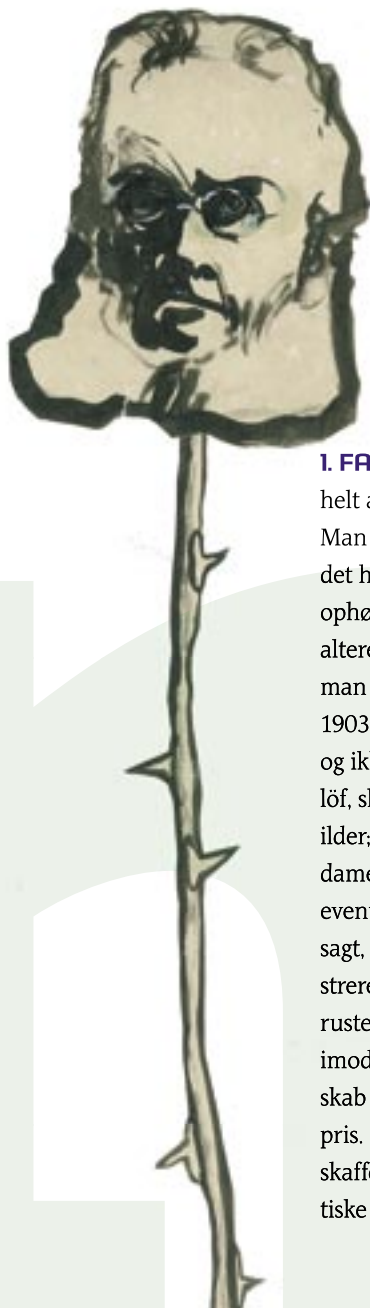 1. FA
helt a
Man
det h
ophø
altere
man
1903,
og ik
löf, sl
ilder;
dame
event
sagt,
strere
ruste
imod
skab
pris.
skaffe
tiske